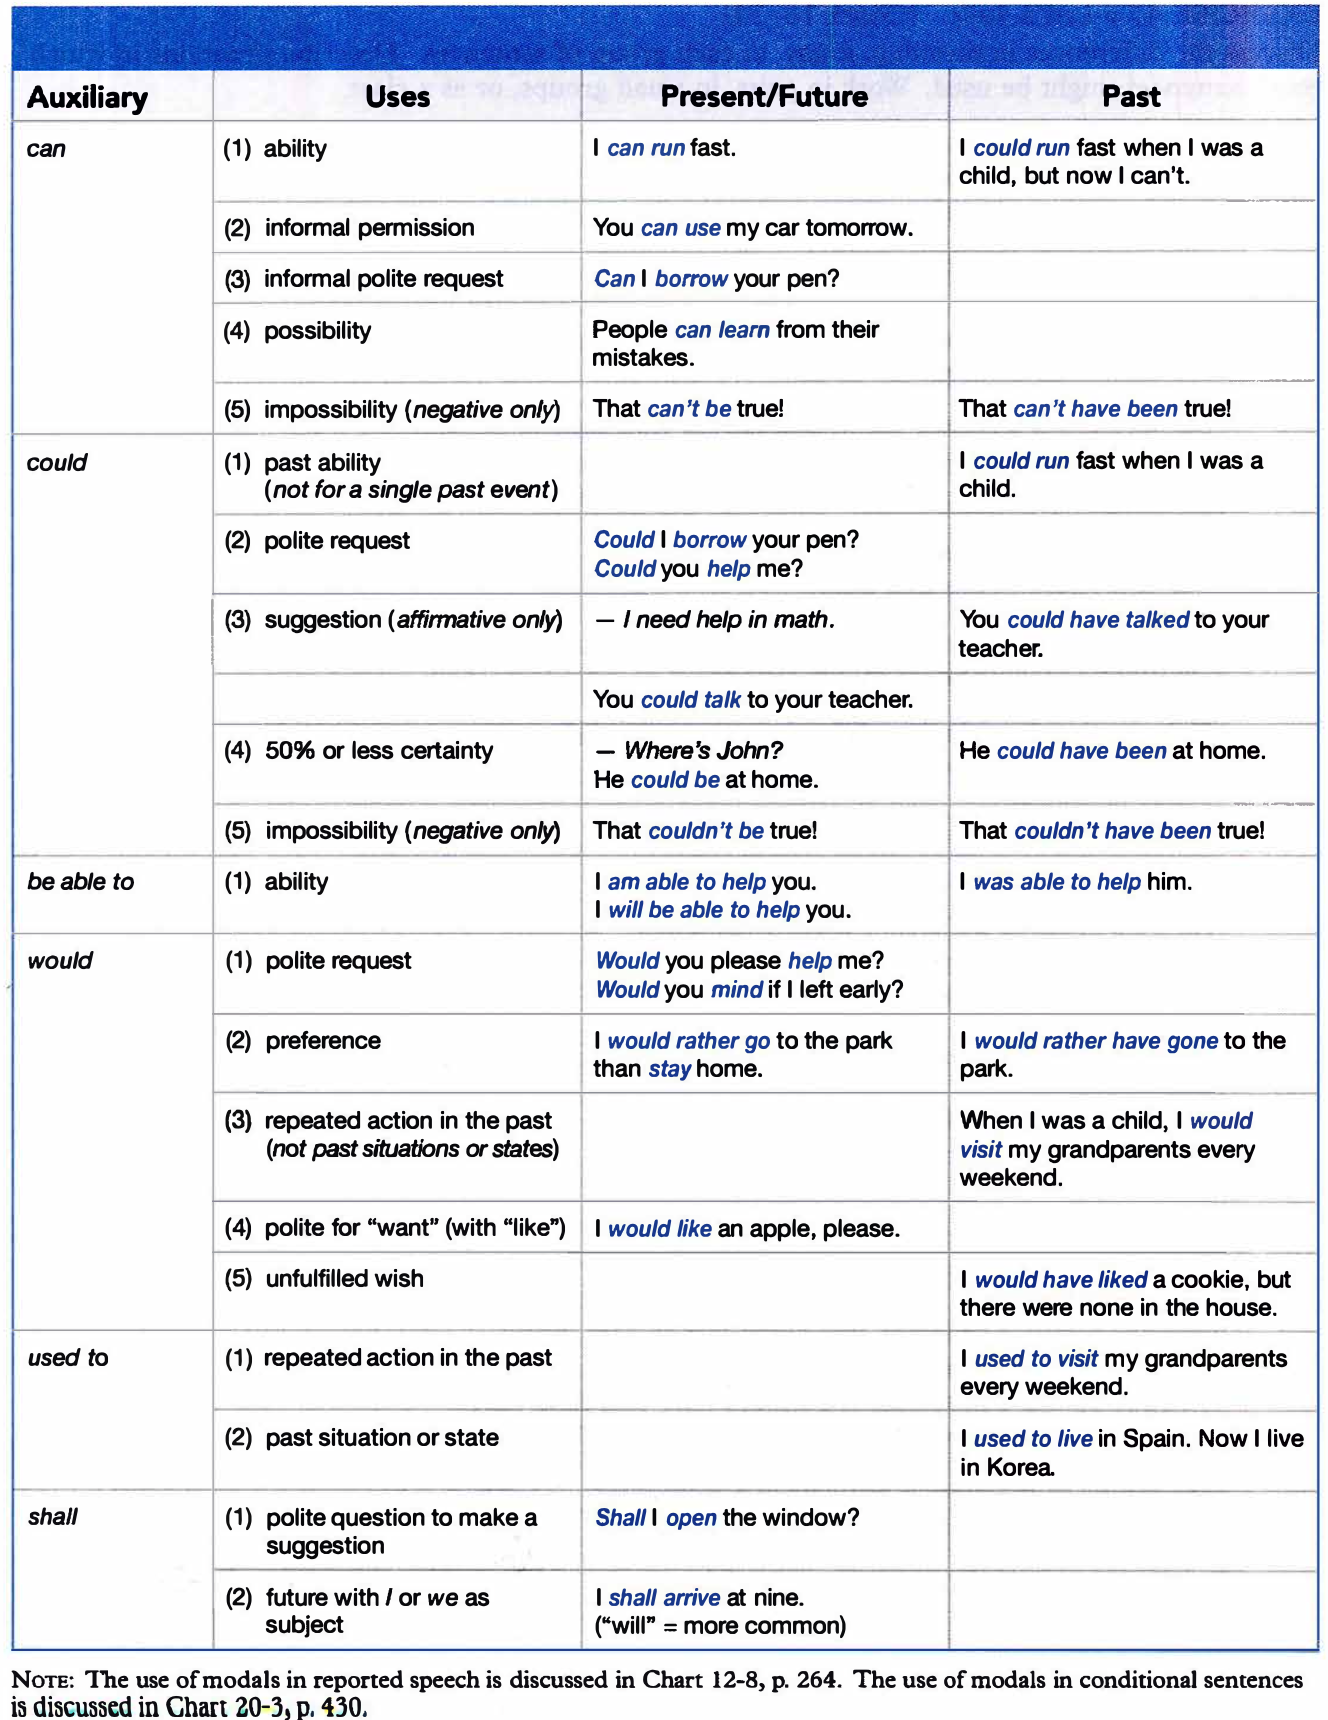 Auxiliary Uses Present/Future Past
can (1) ability I can run fast. I could run fast when I was a
child, but now I can't.
(2) informal permission You can use my car tomorrow.
(3) informal polite request Can I borrow your pen?
(4) possibility People can learn from their
mistakes.
(5) impossibility (negative only) That can't be true! That can't have been true!
could (1) past ability I could run fast when I was a
(not for a single past event) child.
(2) polite request Could I borrow your pen?
Could you help me?
(3) suggestion (affirmative only) — I need help in math. You could have talked to your
teacher.
You could talk to your teacher.
(4) 50% or less certainty — Where's John? He could have been at home.
He could be at home.
(5) impossibility (negative only) That couldn't be true! That couldn't have been true!
be able to (1) ability I am able to help you. I was able to help him.
I will be able to help you.
would (1) polite request Would you please help me?
Would you mind if I left early?
(2) preference I would rather go to the park I would rather have gone to the
than stay home. park.
(3) repeated action in the past When I was a child, I would
(not past situations or states) visit my grandparents every
weekend.
(4) polite for “want” (with “like”) I would like an apple, please.
(5) unfulfilled wish I would have liked a cookie, but
there were none in the house.
used to (1) repeated action in the past I used to visit my grandparents
every weekend.
(2) past situation or state I used to live in Spain. Now I live
in Korea.
shall (1) polite question to make a Shall I open the window?
suggestion
(2) future with I or we as I shall arrive at nine.
subject (“will” = more common)
NOTE: The use of modals in reported speech is discussed in Chart 12-8, p. 264. The use of modals in conditional sentences
is discussed in Chart 20-3, p. 430.